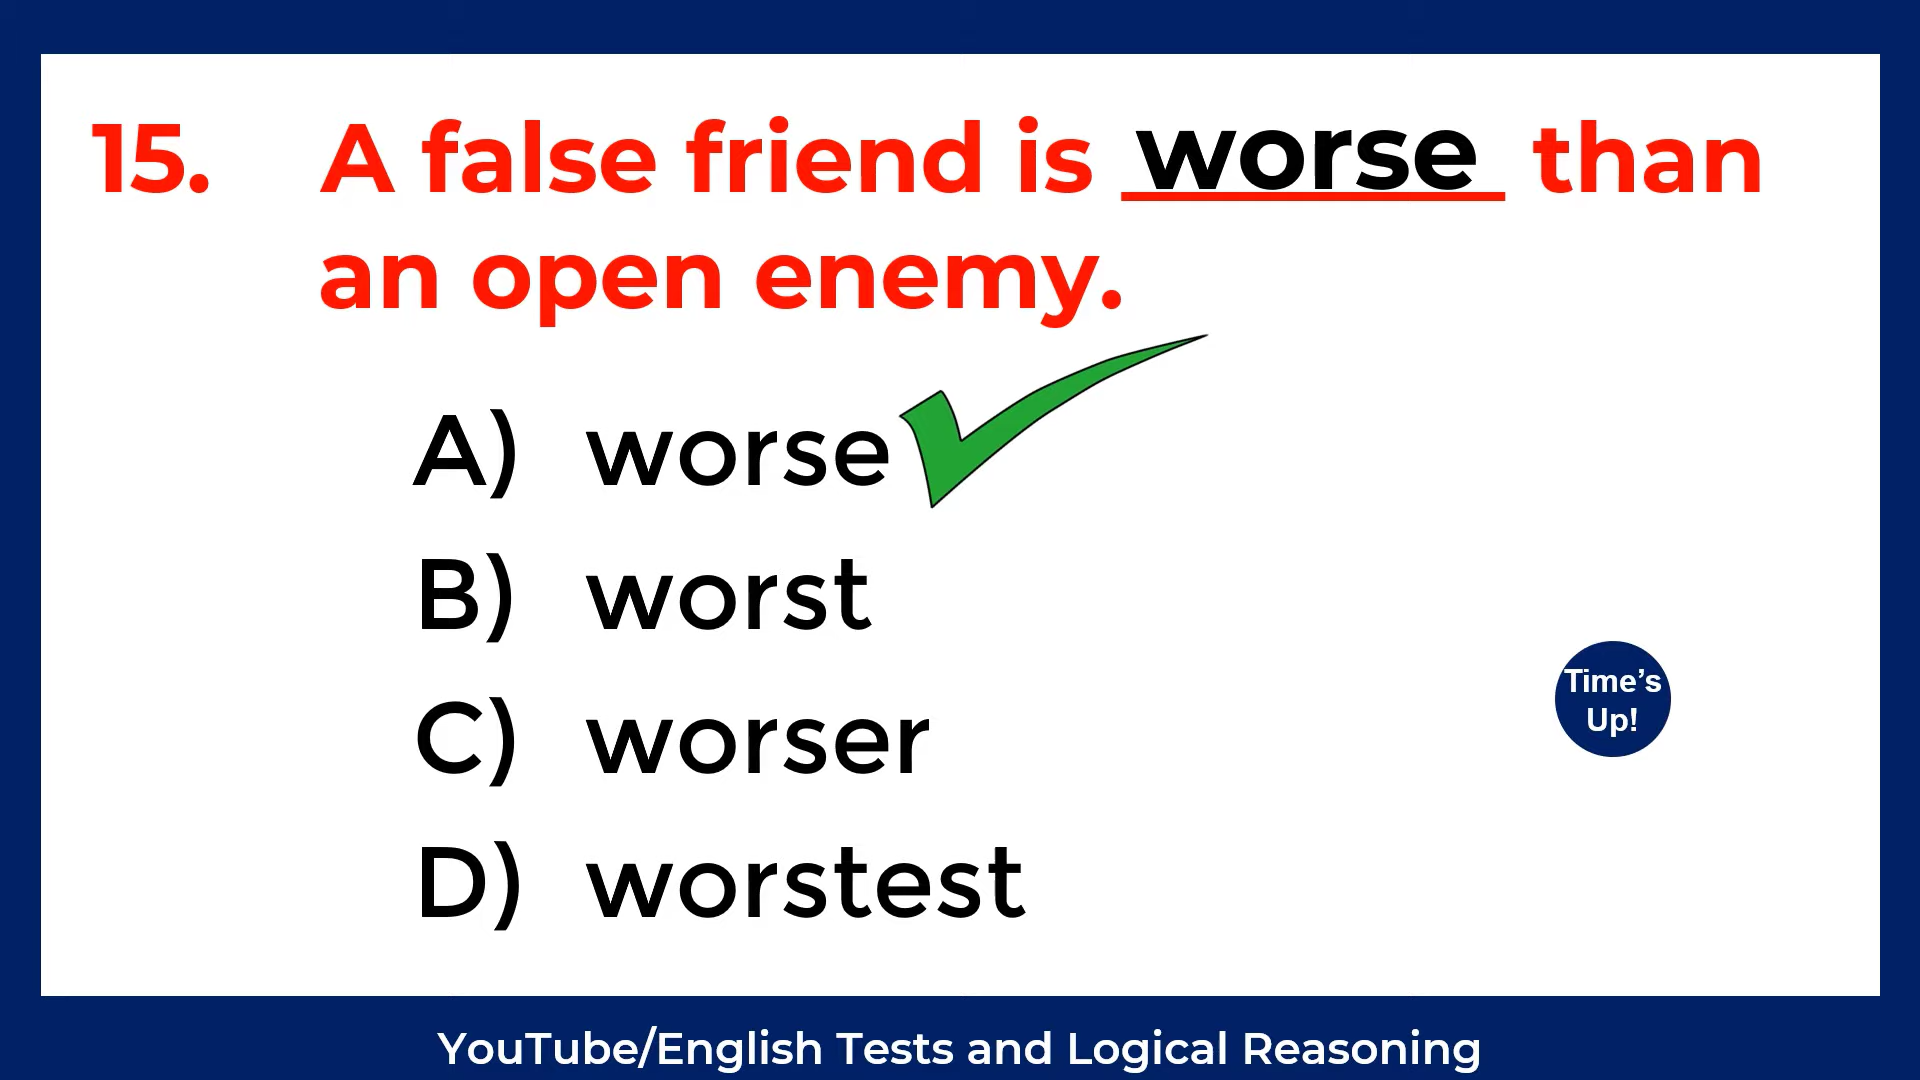 15. A false friend is worse than
an open enemy.
A) worse
B) worst
C) worser
D) worstest
Time’s
Up!
YouTube/English Tests and Logical Reasoning